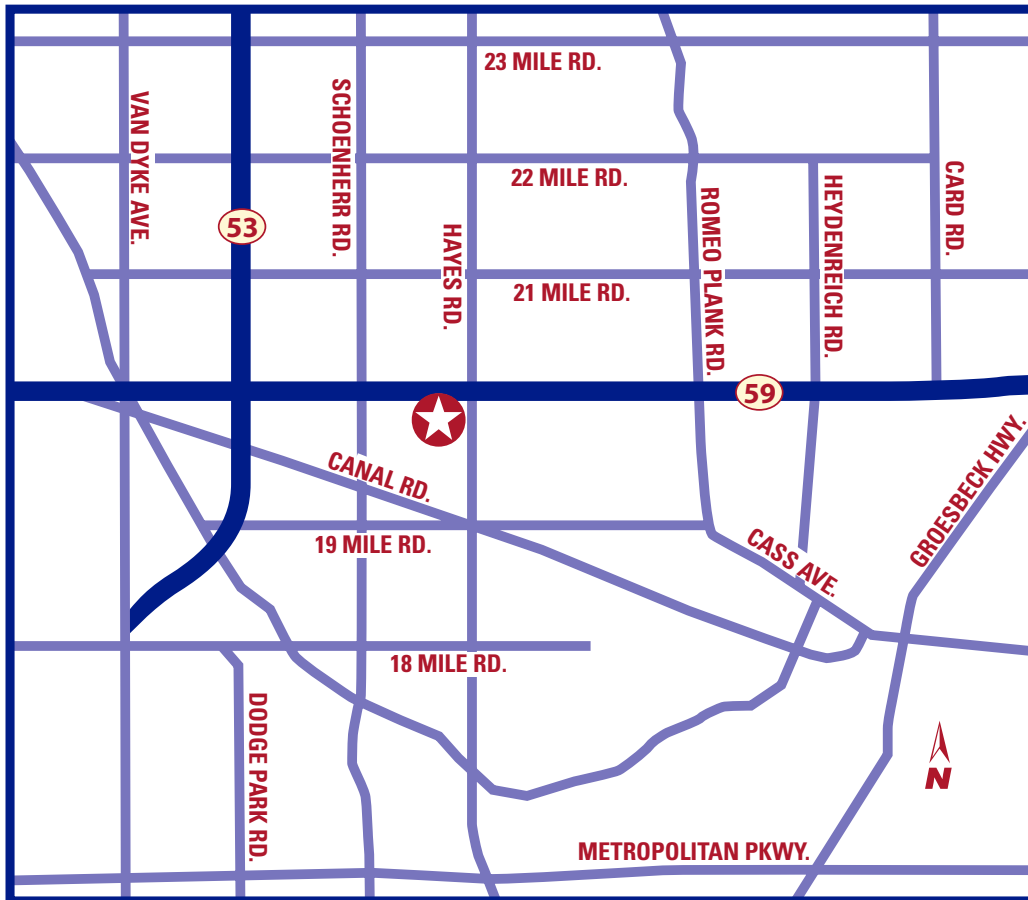 23 MILE RD.
VAN DYKE AVE.
SCHOENHERR RD.
22 MILE RD.
CARD RD.
HEYDENREICH RD.
ROMEO PLANK RD.
53
HAYES RD.
21 MILE RD.
59
CANAL RD.
GROESBECK HWY.
19 MILE RD.
CASS AVE.
18 MILE RD.
DODGE PARK RD.
N
METROPOLITAN PKWY.